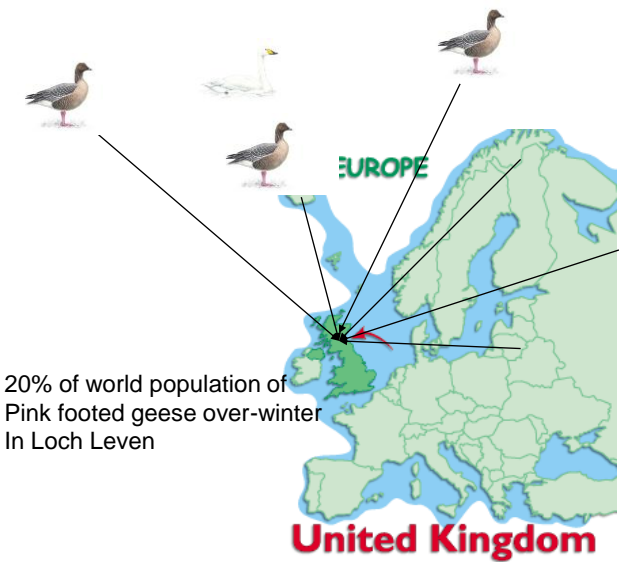 EUROPE
20% of world population of
Pink footed geese over-winter
In Loch Leven
United Kingdom